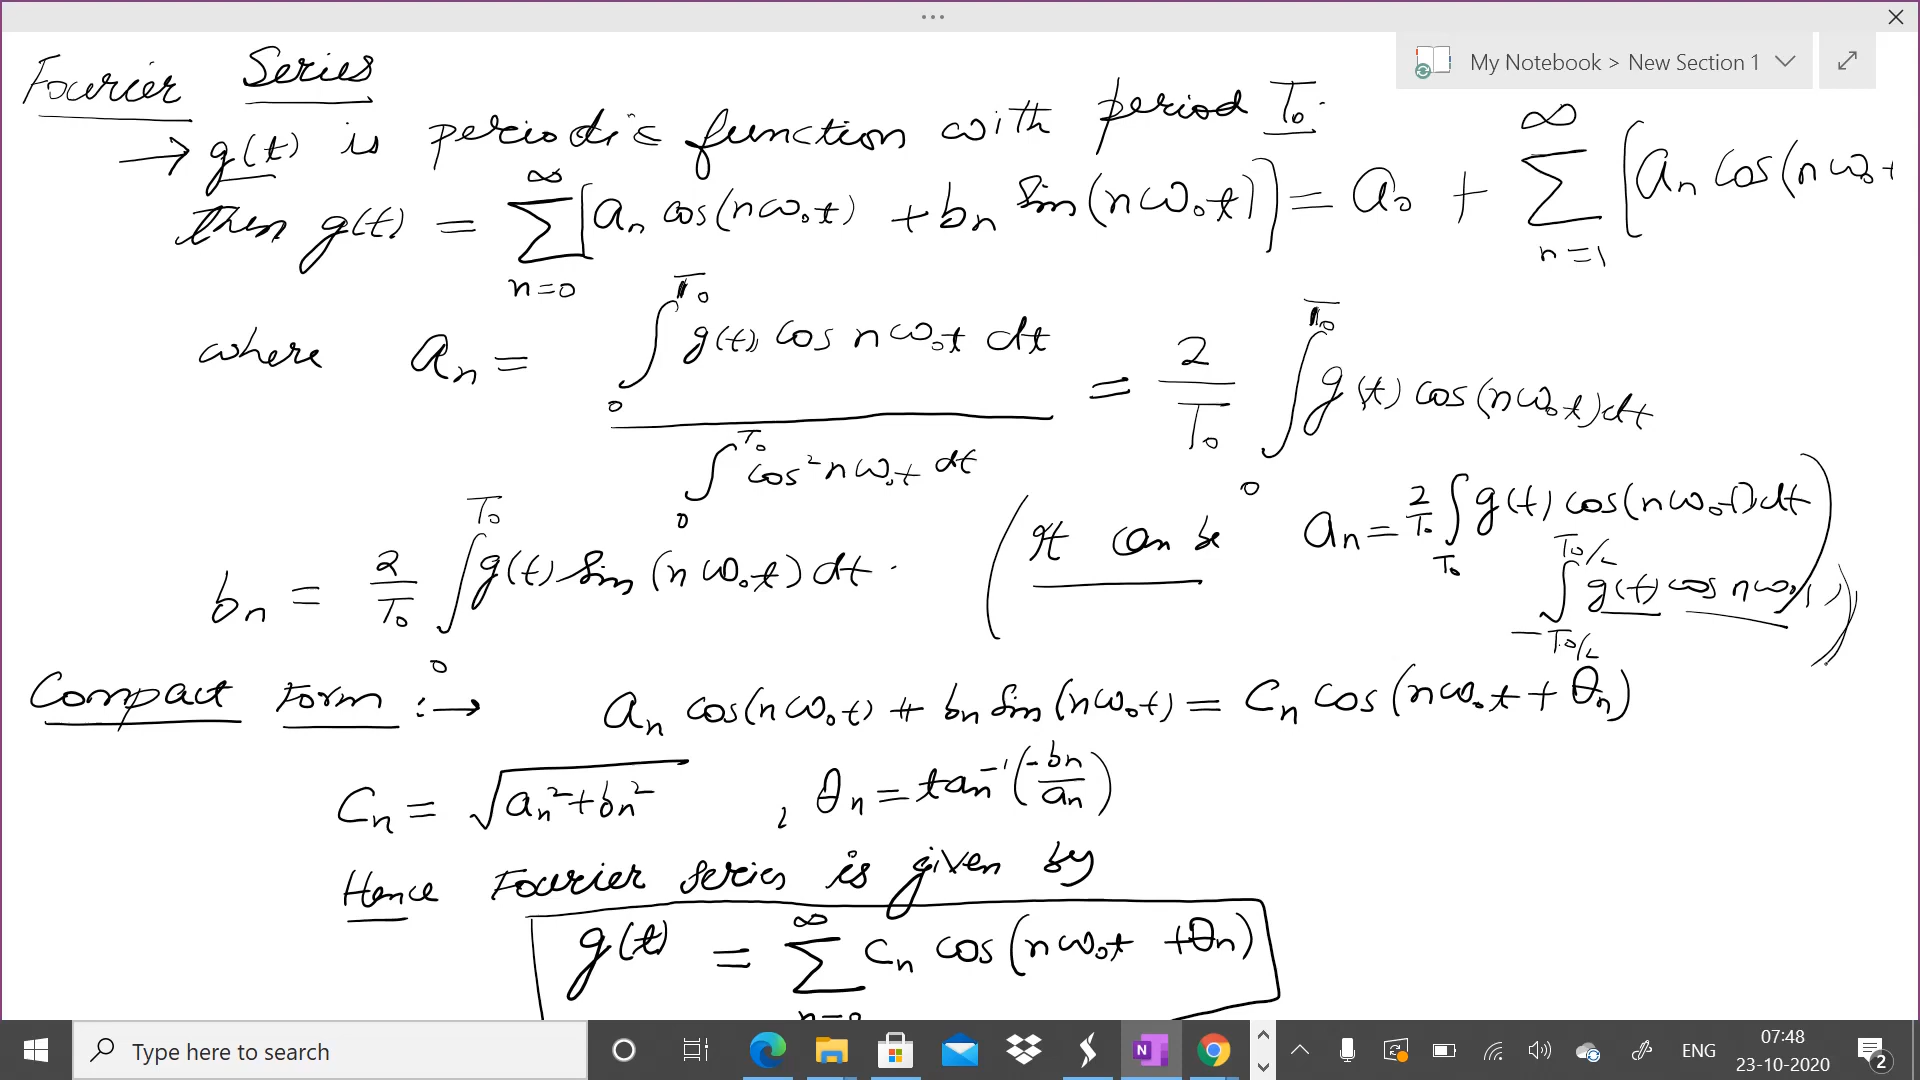 ...
My Notebook > New Section 1
Fourier Series
→ g(t) is periodic function with period T₀.
then g(t) = ∑_{n=0}^{∞} [aₙ cos(nω₀t) + bₙ sin(nω₀t)] = a₀ + ∑_{n=1}^{∞} [aₙ cos(nω₀t
where aₙ = ∫₀^{T₀} g(t) cos nω₀t dt / ∫₀^{T₀} cos² nω₀t dt = 2/T₀ ∫₀^{T₀} g(t) cos(nω₀t) dt
bₙ = 2/T₀ ∫₀^{T₀} g(t) sin(nω₀t) dt. (It can be aₙ = 2/T₀ ∫_{T₀} g(t) cos(nω₀t) dt
∫_{-T₀/2}^{T₀/2} g(t) cos nω₀t))
Compact Form :→ aₙ cos(nω₀t) + bₙ sin(nω₀t) = Cₙ cos(nω₀t + θₙ)
Cₙ = √(aₙ² + bₙ²) , θₙ = tan⁻¹(-bₙ/aₙ)
Hence Fourier series is given by
g(t) = ∑_{n=0}^{∞} Cₙ cos(nω₀t + θₙ)
Type here to search
N
ENG
07:48
23-10-2020
2